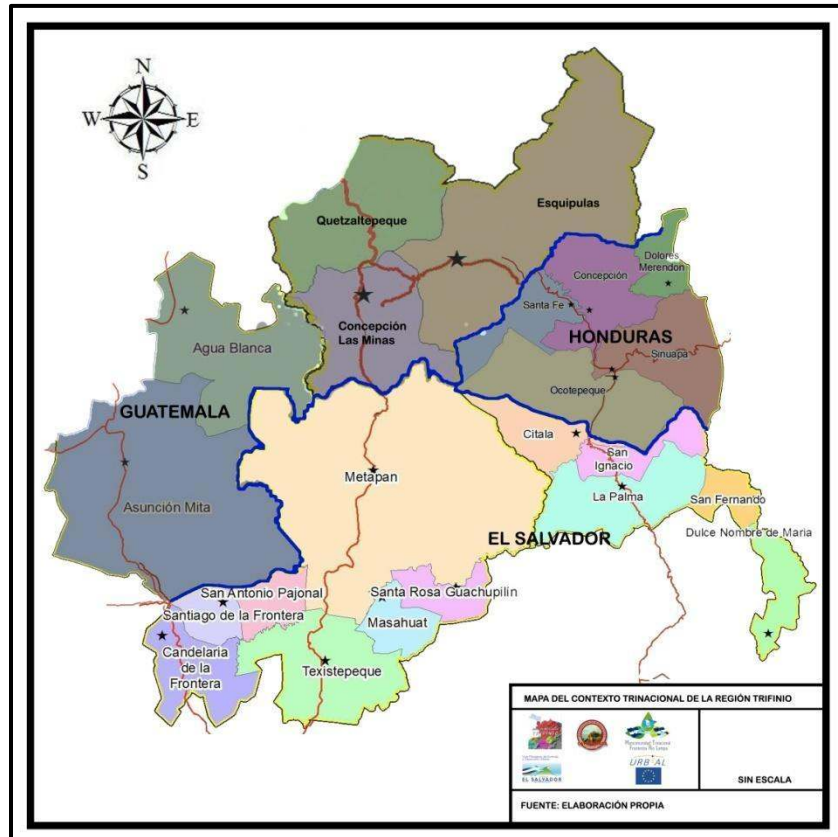 N
W E
S
Quetzaltepeque
Esquipulas
Dolores
Merendon
Concepción
Santa Fe
Concepción
Las Minas
HONDURAS
Sinuapa
Agua Blanca
Ocotepeque
GUATEMALA
Citala
San
Ignacio
Metapan
La Palma
San Fernando
Asunción Mita
EL SALVADOR
Dulce Nombre de Maria
San Antonio Pajonal
Santa Rosa Guachupilín
Santiago de la Frontera
Masahuat
Candelaria
de la
Frontera
Texistepeque
MAPA DEL CONTEXTO TRINACIONAL DE LA REGIÓN TRIFINIO
EL SALVADOR
SIN ESCALA
FUENTE: ELABORACIÓN PROPIA